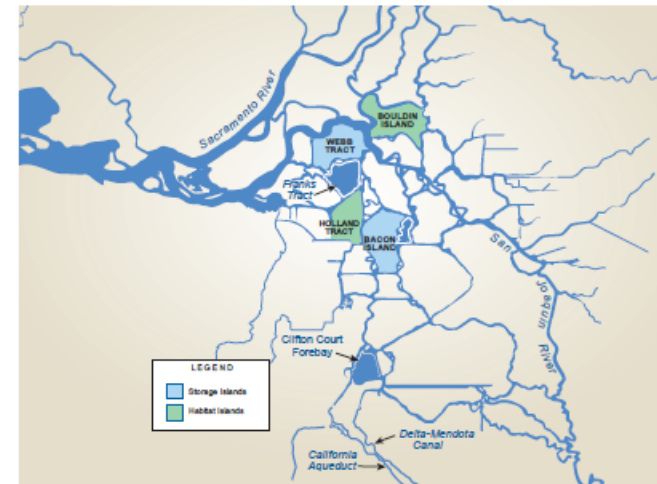 Sacramento River
BOULDIN
ISLAND
WEBB
TRACT
Franks
Tract
HOLLAND
TRACT
BACON
ISLAND
San
Joaquin
River
Clifton Court
Forebay
LEGEND
Storage Islands
Habitat Islands
Delta-Mendota
Canal
California
Aqueduct